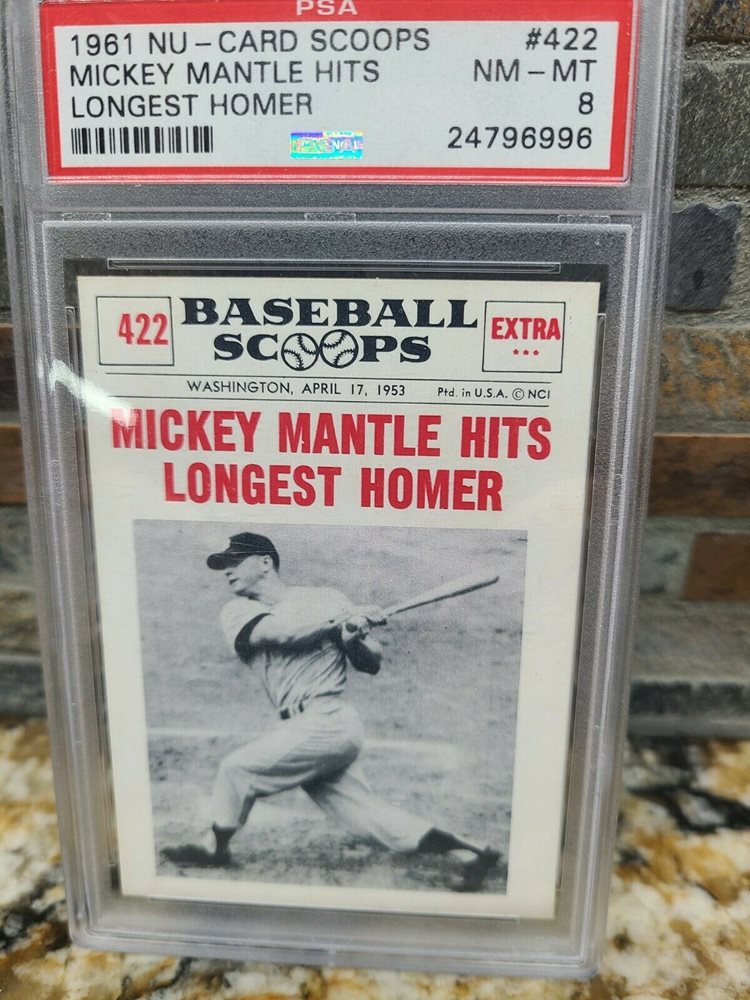 PSA
1961 NU-CARD SCOOPS #422
MICKEY MANTLE HITS NM-MT
LONGEST HOMER 8
24796996
PSA
422 BASEBALL EXTRA
SCOOPS ***
WASHINGTON, APRIL 17, 1953 Ptd. in U.S.A. © NCI
MICKEY MANTLE HITS
LONGEST HOMER